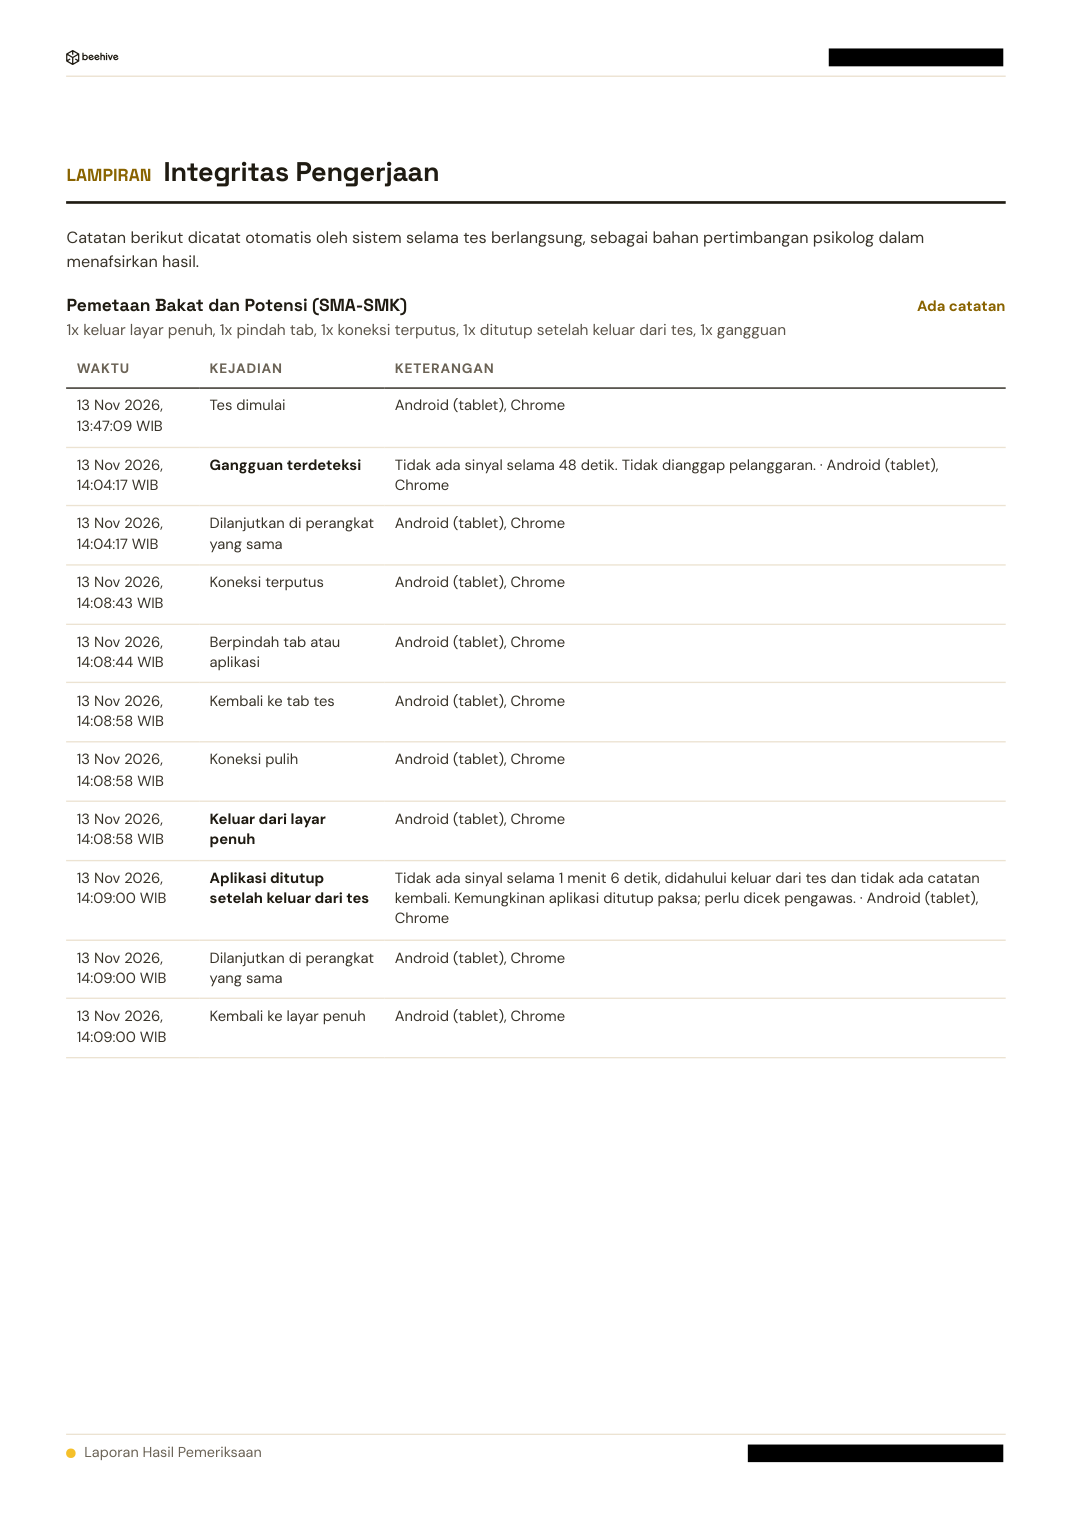 beehive
LAMPIRAN Integritas Pengerjaan
Catatan berikut dicatat otomatis oleh sistem selama tes berlangsung, sebagai bahan pertimbangan psikolog dalam
menafsirkan hasil.
Pemetaan Bakat dan Potensi (SMA-SMK) Ada catatan
1x keluar layar penuh, 1x pindah tab, 1x koneksi terputus, 1x ditutup setelah keluar dari tes, 1x gangguan
WAKTU KEJADIAN KETERANGAN
13 Nov 2026, Tes dimulai Android (tablet), Chrome
13:47:09 WIB
13 Nov 2026, Gangguan terdeteksi Tidak ada sinyal selama 48 detik. Tidak dianggap pelanggaran. · Android (tablet),
14:04:17 WIB Chrome
13 Nov 2026, Dilanjutkan di perangkat Android (tablet), Chrome
14:04:17 WIB yang sama
13 Nov 2026, Koneksi terputus Android (tablet), Chrome
14:08:43 WIB
13 Nov 2026, Berpindah tab atau Android (tablet), Chrome
14:08:44 WIB aplikasi
13 Nov 2026, Kembali ke tab tes Android (tablet), Chrome
14:08:58 WIB
13 Nov 2026, Koneksi pulih Android (tablet), Chrome
14:08:58 WIB
13 Nov 2026, Keluar dari layar Android (tablet), Chrome
14:08:58 WIB penuh
13 Nov 2026, Aplikasi ditutup Tidak ada sinyal selama 1 menit 6 detik, didahului keluar dari tes dan tidak ada catatan
14:09:00 WIB setelah keluar dari tes kembali. Kemungkinan aplikasi ditutup paksa; perlu dicek pengawas. · Android (tablet),
Chrome
13 Nov 2026, Dilanjutkan di perangkat Android (tablet), Chrome
14:09:00 WIB yang sama
13 Nov 2026, Kembali ke layar penuh Android (tablet), Chrome
14:09:00 WIB
Laporan Hasil Pemeriksaan